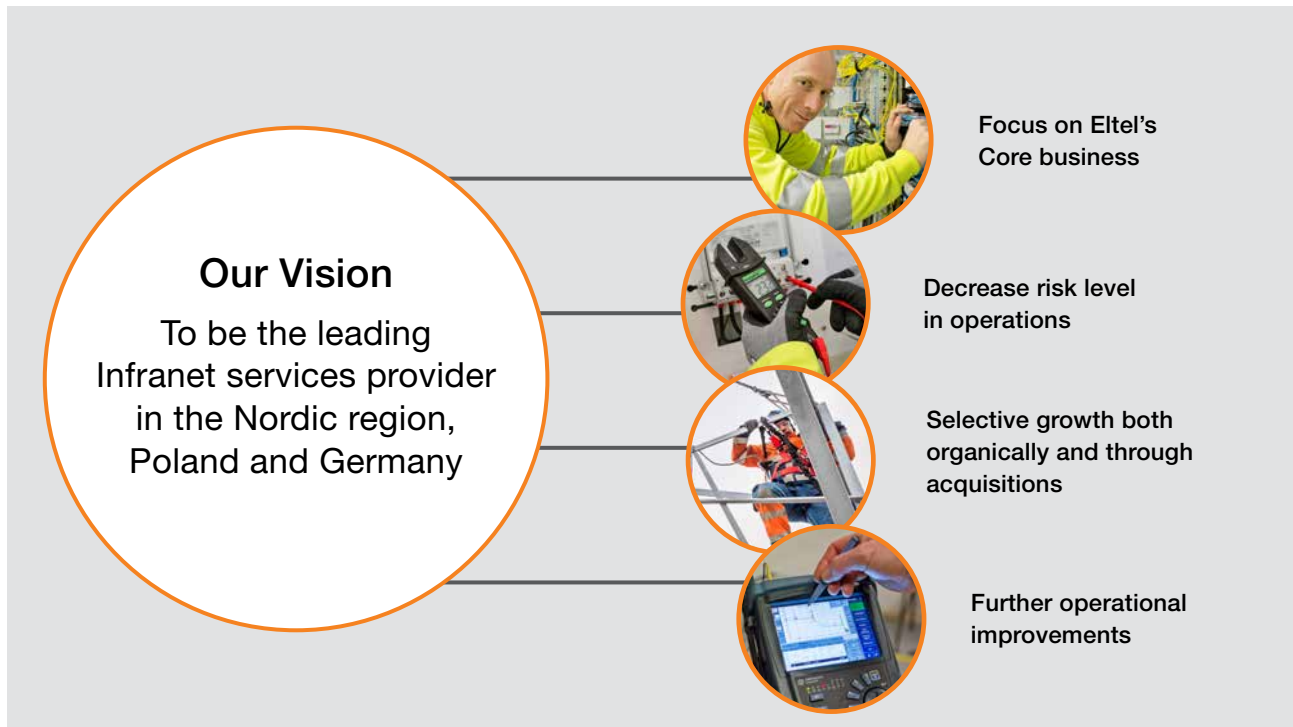 Our Vision
To be the leading
Infranet services provider
in the Nordic region,
Poland and Germany
Focus on Eltel's
Core business
Decrease risk level
in operations
Selective growth both
organically and through
acquisitions
Further operational
improvements